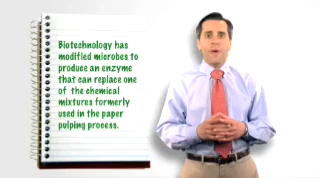 Biotechnology has
modified microbes to
produce an enzyme
that can replace one
of the chemical
mixtures formerly
used in the paper
pulping process.